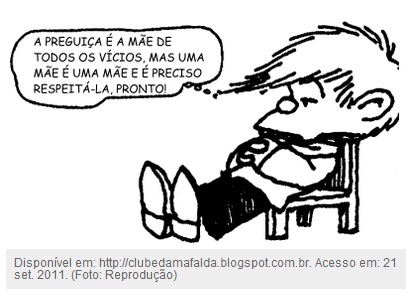 A PREGUIÇA É A MÃE DE
TODOS OS VÍCIOS, MAS UMA
MÃE É UMA MÃE E É PRECISO
RESPEITÁ-LA, PRONTO!
Disponível em: http://clubedamafalda.blogspot.com.br. Acesso em: 21
set. 2011. (Foto: Reprodução)